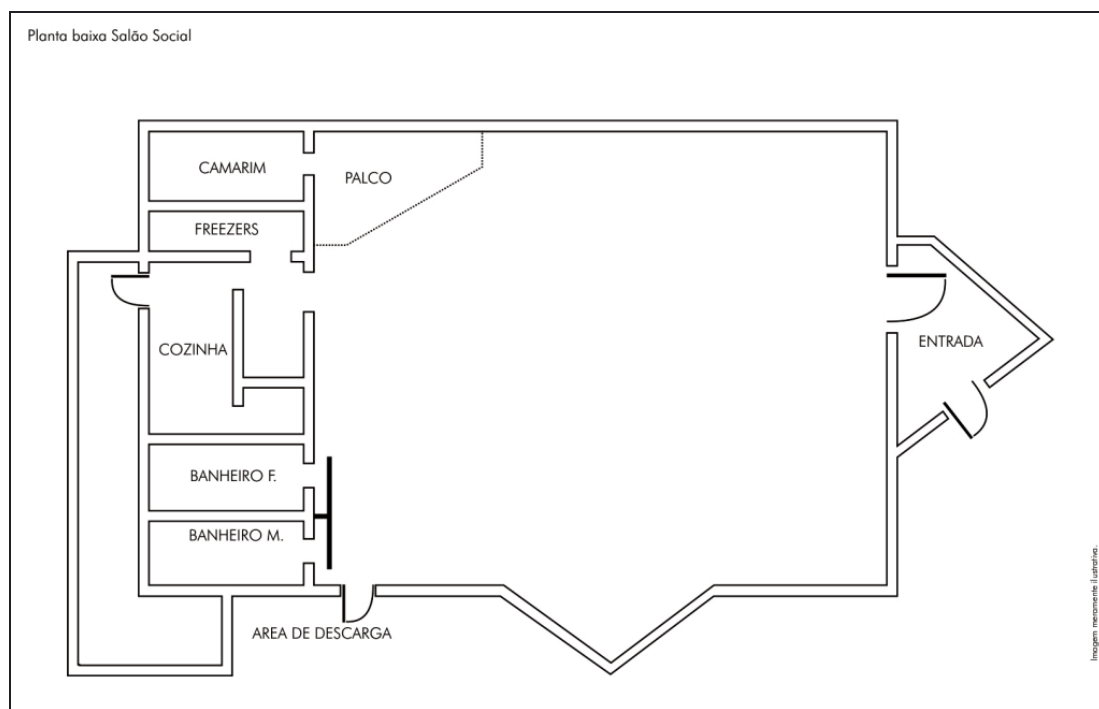 Planta baixa Salão Social
CAMARIM
PALCO
FREEZERS
COZINHA
ENTRADA
BANHEIRO F.
BANHEIRO M.
AREA DE DESCARGA
Imagem meramente ilustrativa.